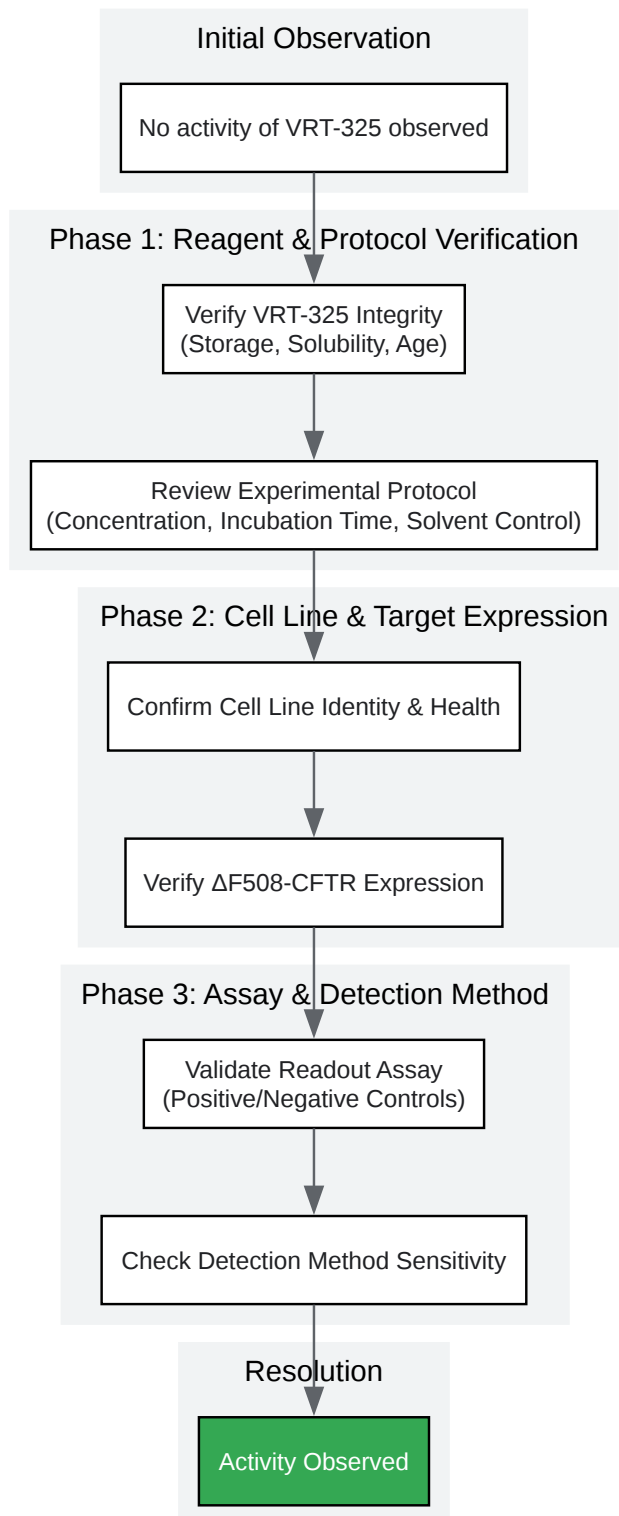 Initial Observation
No activity of VRT-325 observed
Phase 1: Reagent & Protocol Verification
Verify VRT-325 Integrity
(Storage, Solubility, Age)
Review Experimental Protocol
(Concentration, Incubation Time, Solvent Control)
Phase 2: Cell Line & Target Expression
Confirm Cell Line Identity & Health
Verify ΔF508-CFTR Expression
Phase 3: Assay & Detection Method
Validate Readout Assay
(Positive/Negative Controls)
Check Detection Method Sensitivity
Resolution
Activity Observed